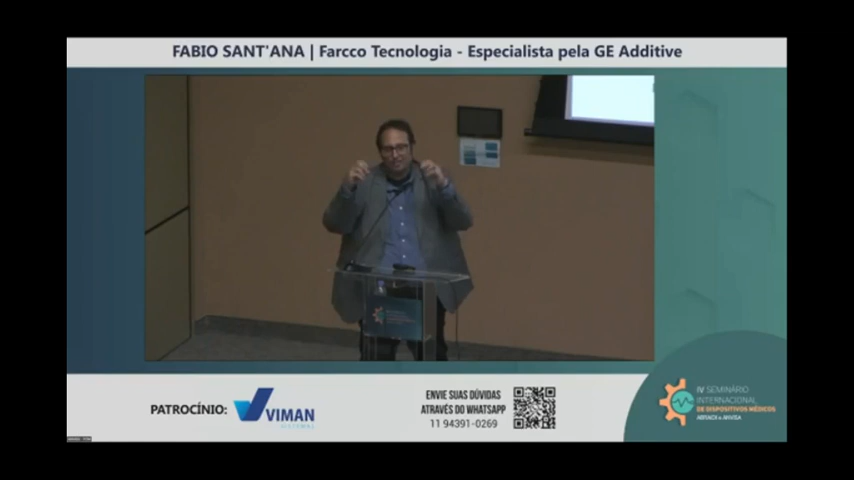 FABIO SANT'ANA | Farcco Tecnologia - Especialista pela GE Additive
PATROCÍNIO:
VIMAN
SISTEMAS
ENVIE SUAS DÚVIDAS
ATRAVÉS DO WHATSAPP
11 94391-0269
IV SEMINÁRIO
INTERNACIONAL
DE DISPOSITIVOS MÉDICOS